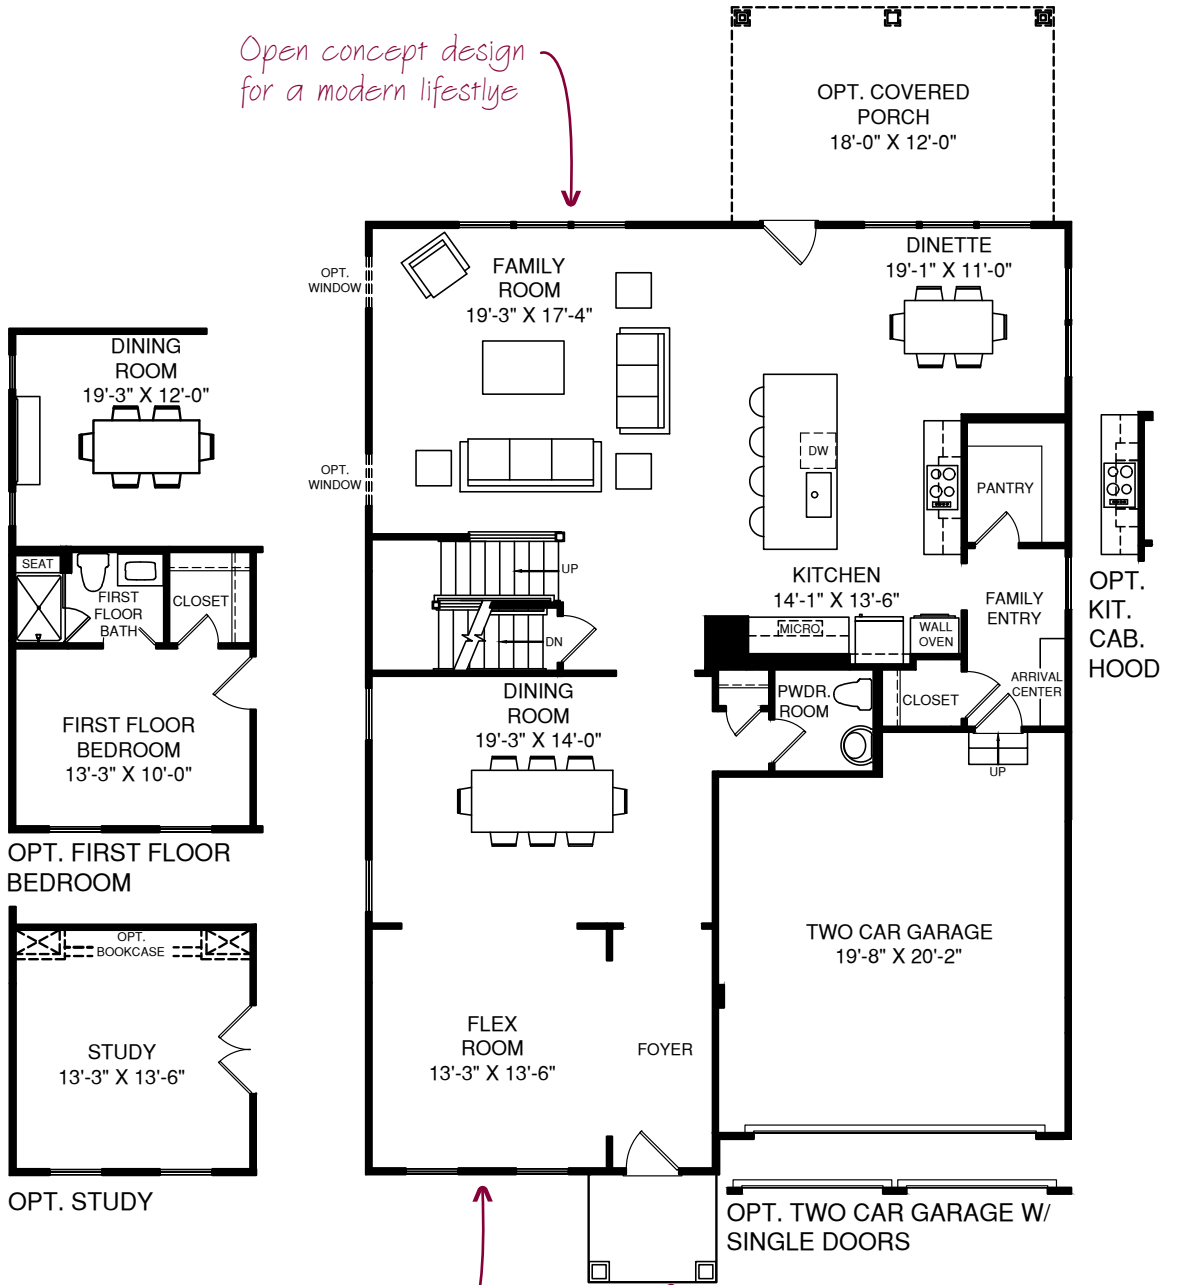 Open concept design
for a modern lifestlye
OPT. COVERED
PORCH
18'-0" X 12'-0"
OPT.
WINDOW
FAMILY
ROOM
19'-3" X 17'-4"
DINETTE
19'-1" X 11'-0"
DINING
ROOM
19'-3" X 12'-0"
OPT.
WINDOW
DW
PANTRY
SEAT
FIRST
FLOOR
BATH
CLOSET
UP
DN
KITCHEN
14'-1" X 13'-6"
MICRO
WALL
OVEN
FAMILY
ENTRY
OPT.
KIT.
CAB.
HOOD
ARRIVAL
CENTER
CLOSET
PWDR.
ROOM
UP
FIRST FLOOR
BEDROOM
13'-3" X 10'-0"
OPT. FIRST FLOOR
BEDROOM
DINING
ROOM
19'-3" X 14'-0"
TWO CAR GARAGE
19'-8" X 20'-2"
OPT.
BOOKCASE
STUDY
13'-3" X 13'-6"
OPT. STUDY
FLEX
ROOM
13'-3" X 13'-6"
FOYER
OPT. TWO CAR GARAGE W/
SINGLE DOORS